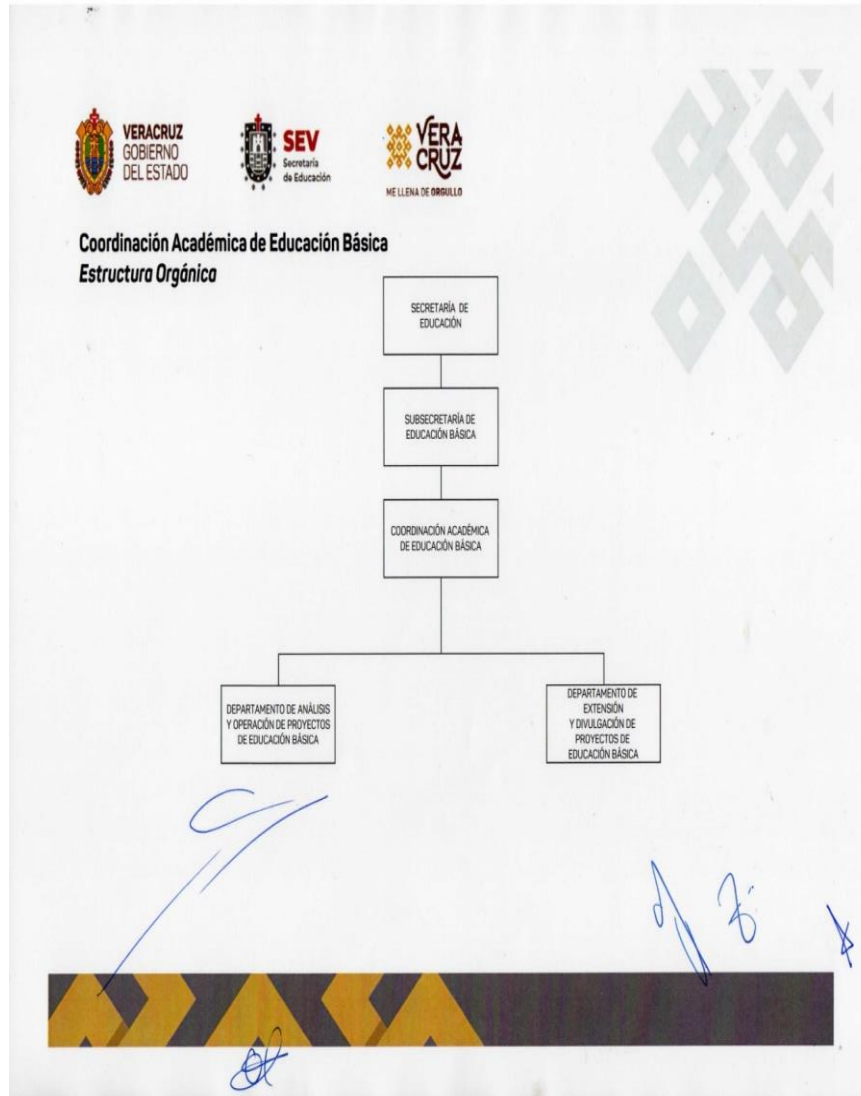 VERACRUZ
GOBIERNO
DEL ESTADO
SEV
Secretaría
de Educación
VERA
CRUZ
ME LLENA DE ORGULLO
Coordinación Académica de Educación Básica
Estructura Orgánica
SECRETARÍA DE
EDUCACIÓN
SUBSECRETARÍA DE
EDUCACIÓN BÁSICA
COORDINACIÓN ACADÉMICA
DE EDUCACIÓN BÁSICA
DEPARTAMENTO DE ANÁLISIS
Y OPERACIÓN DE PROYECTOS
DE EDUCACIÓN BÁSICA
DEPARTAMENTO DE
EXTENSIÓN
Y DIVULGACIÓN DE
PROYECTOS DE
EDUCACIÓN BÁSICA